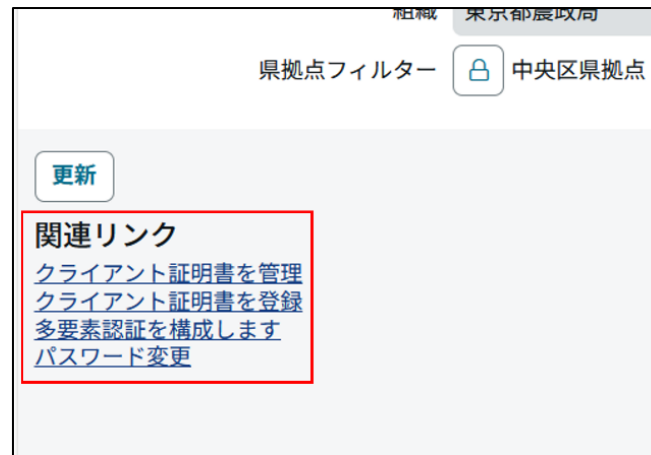 組織 東京都農政局
県拠点フィルター 中央区県拠点
更新
関連リンク
クライアント証明書を管理
クライアント証明書を登録
多要素認証を構成します
パスワード変更